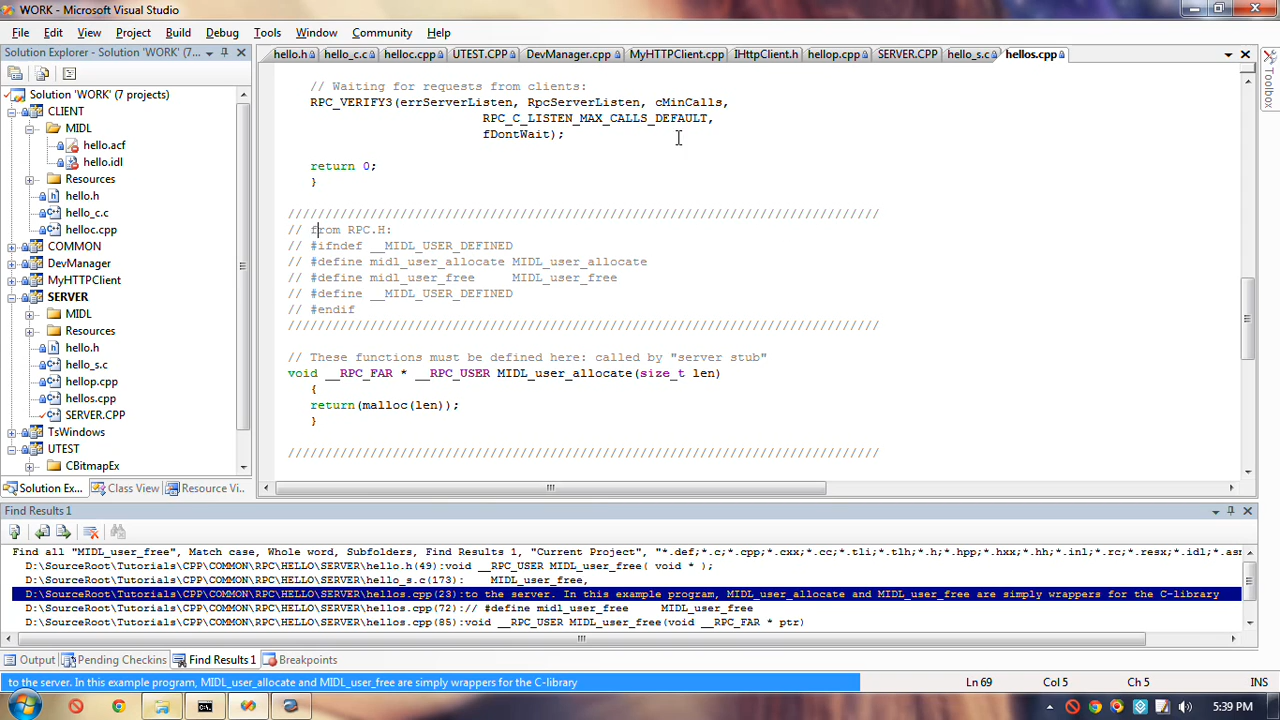 WORK - Microsoft Visual Studio
File Edit View Project Build Debug Tools Window Community Help
Solution Explorer - Solution 'WORK' (7...
hello.h hello_c.c helloc.cpp UTEST.CPP DevManager.cpp MyHTTPClient.cpp IHttpClient.h hellop.cpp SERVER.CPP hello_s.c hellos.cpp
Toolbox
Solution 'WORK' (7 projects)
CLIENT
MIDL
hello.acf
hello.idl
Resources
hello.h
hello_c.c
helloc.cpp
COMMON
DevManager
MyHTTPClient
SERVER
MIDL
Resources
hello.h
hello_s.c
hellop.cpp
hellos.cpp
SERVER.CPP
TsWindows
UTEST
CBitmapEx
Solution Ex... Class View Resource Vi...
// Waiting for requests from clients:
RPC_VERIFY3(errServerListen, RpcServerListen, cMinCalls,
RPC_C_LISTEN_MAX_CALLS_DEFAULT,
fDontWait);
return 0;
}
///////////////////////////////////////////////////////////////////////////////
// from RPC.H:
// #ifndef __MIDL_USER_DEFINED
// #define midl_user_allocate MIDL_user_allocate
// #define midl_user_free     MIDL_user_free
// #define __MIDL_USER_DEFINED
// #endif
///////////////////////////////////////////////////////////////////////////////
// These functions must be defined here: called by "server stub"
void __RPC_FAR * __RPC_USER MIDL_user_allocate(size_t len)
{
return(malloc(len));
}
///////////////////////////////////////////////////////////////////////////////
Find Results 1
Find all "MIDL_user_free", Match case, Whole word, Subfolders, Find Results 1, "Current Project", "*.def;*.c;*.cpp;*.cxx;*.cc;*.tli;*.tlh;*.h;*.hpp;*.hxx;*.hh;*.inl;*.rc;*.resx;*.idl;*.asn
D:\SourceRoot\Tutorials\CPP\COMMON\RPC\HELLO\SERVER\hello.h(49):void __RPC_USER MIDL_user_free( void * );
D:\SourceRoot\Tutorials\CPP\COMMON\RPC\HELLO\SERVER\hello_s.c(173):    MIDL_user_free,
D:\SourceRoot\Tutorials\CPP\COMMON\RPC\HELLO\SERVER\hellos.cpp(23):to the server. In this example program, MIDL_user_allocate and MIDL_user_free are simply wrappers for the C-library
D:\SourceRoot\Tutorials\CPP\COMMON\RPC\HELLO\SERVER\hellos.cpp(72):// #define midl_user_free     MIDL_user_free
D:\SourceRoot\Tutorials\CPP\COMMON\RPC\HELLO\SERVER\hellos.cpp(85):void __RPC_USER MIDL_user_free(void __RPC_FAR * ptr)
Output Pending Checkins Find Results 1 Breakpoints
to the server. In this example program, MIDL_user_allocate and MIDL_user_free are simply wrappers for the C-library Ln 69 Col 5 Ch 5 INS
5:39 PM